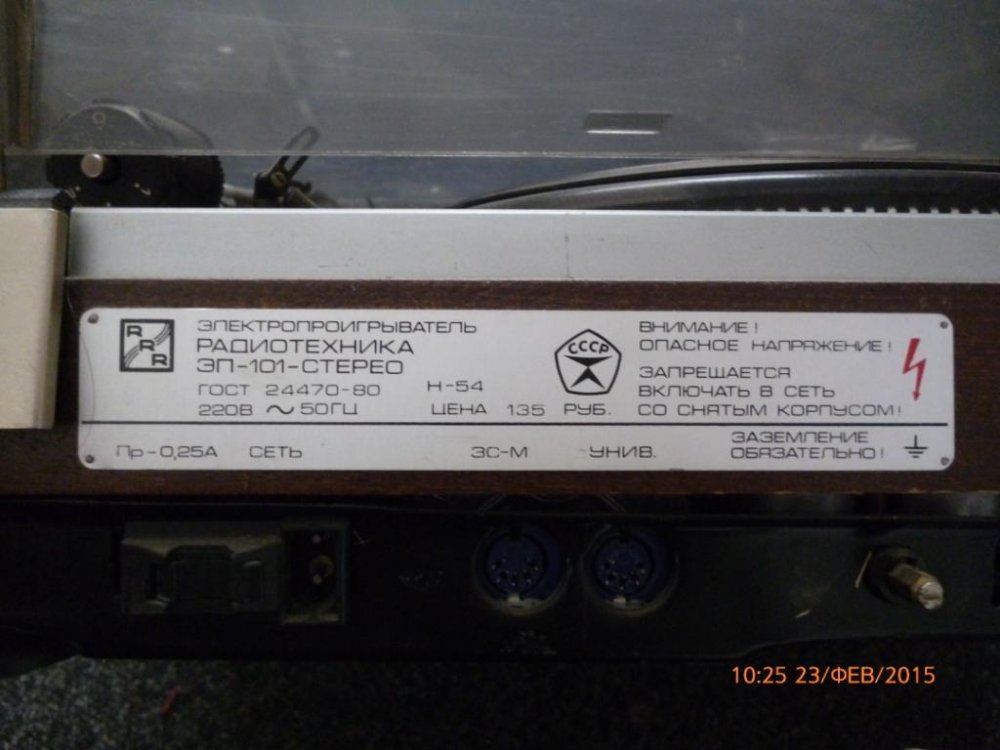 RRR
ЭЛЕКТРОПРОИГРЫВАТЕЛЬ
РАДИОТЕХНИКА
ЭП-101-СТЕРЕО
ГОСТ 24470-80 Н-54
220В ~ 50ГЦ ЦЕНА 135 РУБ.
СССР
ВНИМАНИЕ!
ОПАСНОЕ НАПРЯЖЕНИЕ!
ЗАПРЕЩАЕТСЯ
ВКЛЮЧАТЬ В СЕТЬ
СО СНЯТЫМ КОРПУСОМ!
Пр-0,25А СЕТЬ ЗС-М УНИВ.
ЗАЗЕМЛЕНИЕ
ОБЯЗАТЕЛЬНО!
10:25 23/ФЕВ/2015